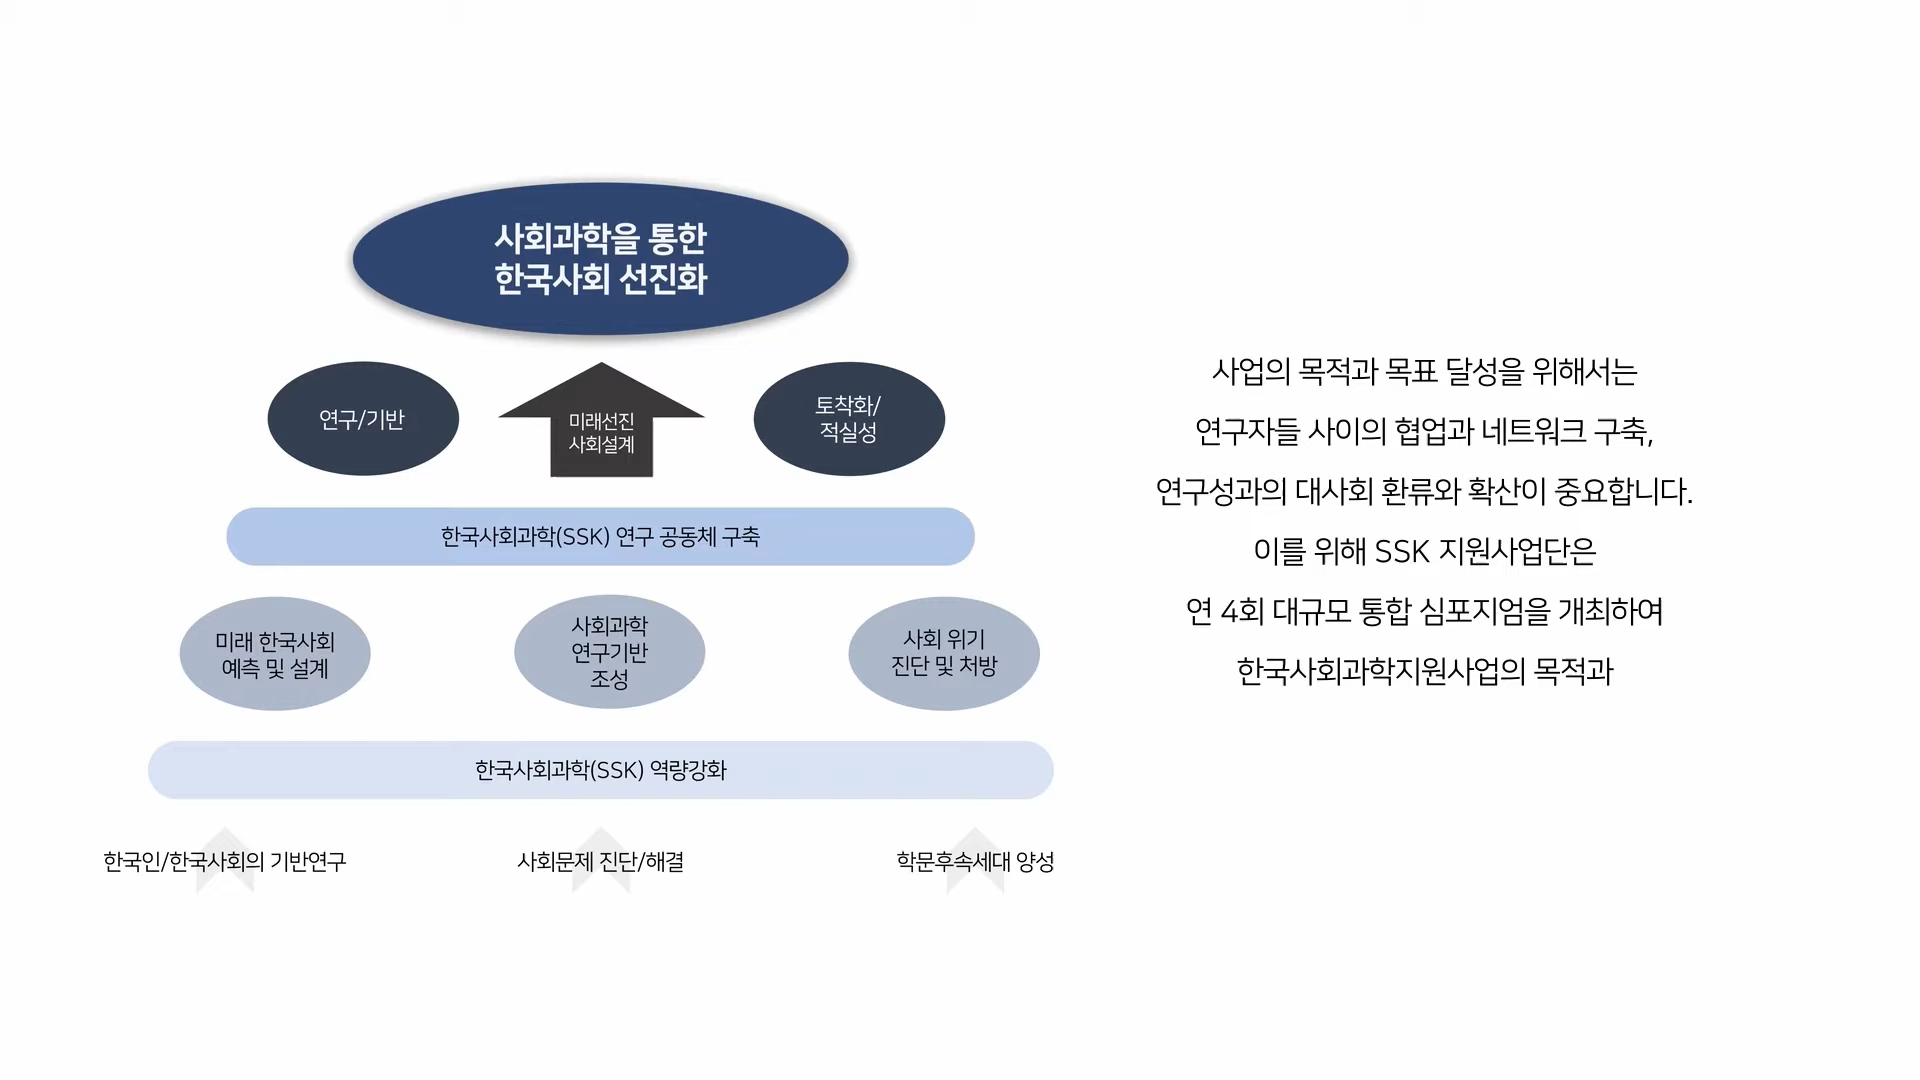 사회과학을 통한
한국사회 선진화
연구/기반
미래선진
사회설계
토착화/
적실성
한국사회과학(SSK) 연구 공동체 구축
미래 한국사회
예측 및 설계
사회과학
연구기반
조성
사회 위기
진단 및 처방
한국사회과학(SSK) 역량강화
한국인/한국사회의 기반연구
사회문제 진단/해결
학문후속세대 양성
사업의 목적과 목표 달성을 위해서는
연구자들 사이의 협업과 네트워크 구축,
연구성과의 대사회 환류와 확산이 중요합니다.
이를 위해 SSK 지원사업단은
연 4회 대규모 통합 심포지엄을 개최하여
한국사회과학지원사업의 목적과